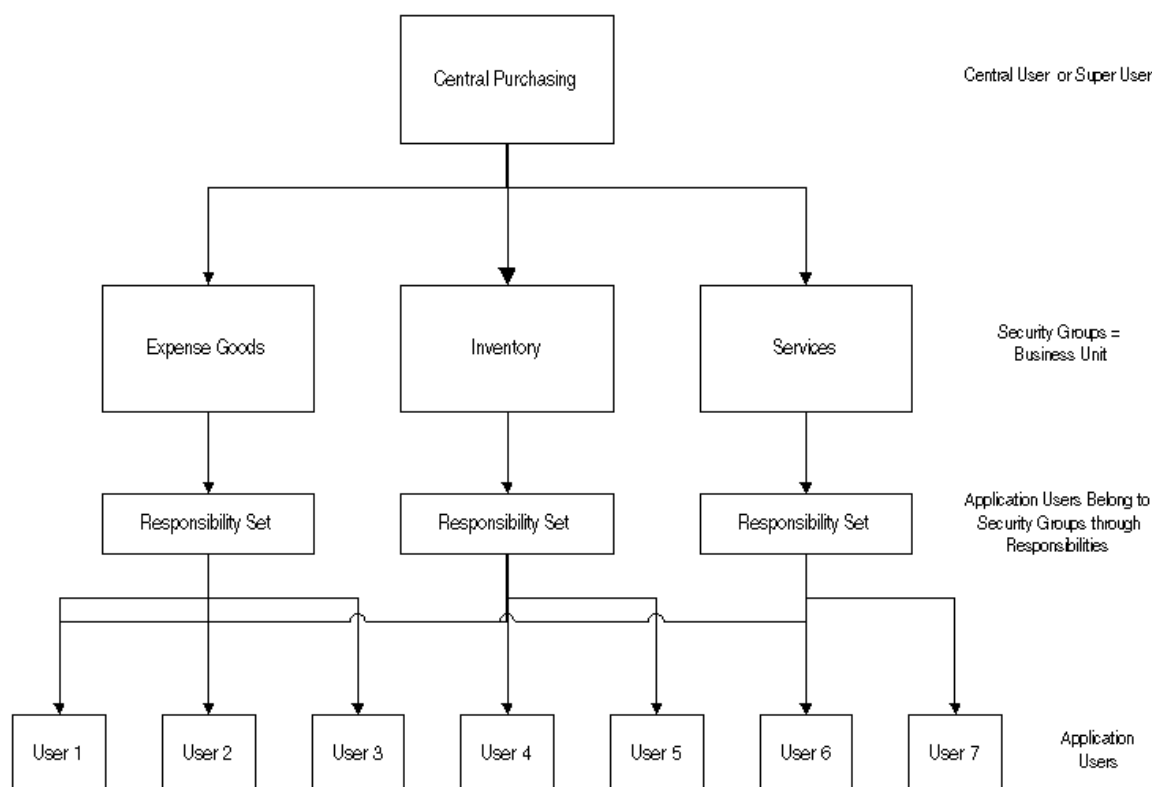 Central Purchasing
Central User or Super User
Expense Goods
Inventory
Services
Security Groups =
Business Unit
Responsibility Set
Responsibility Set
Responsibility Set
Application Users Belong to
Security Groups through
Responsibilities
User 1
User 2
User 3
User 4
User 5
User 6
User 7
Application
Users